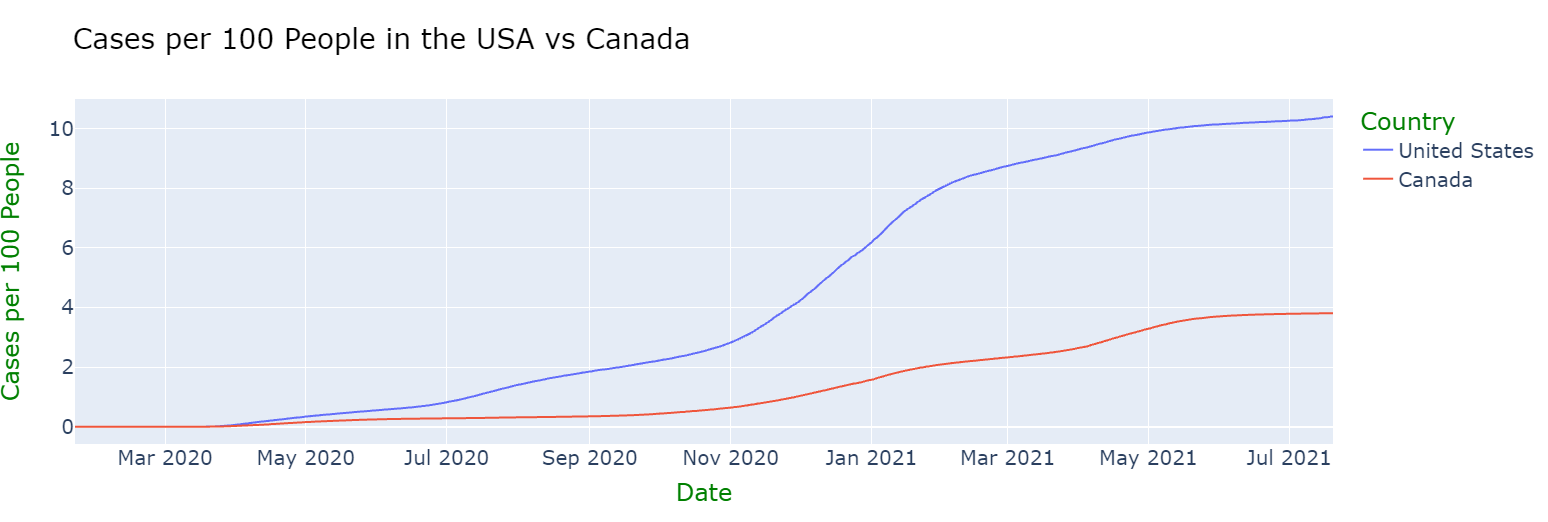 Cases per 100 People in the USA vs Canada
Cases per 100 People
10
8
6
4
2
0
Mar 2020 May 2020 Jul 2020 Sep 2020 Nov 2020 Jan 2021 Mar 2021 May 2021 Jul 2021
Date
Country
United States
Canada